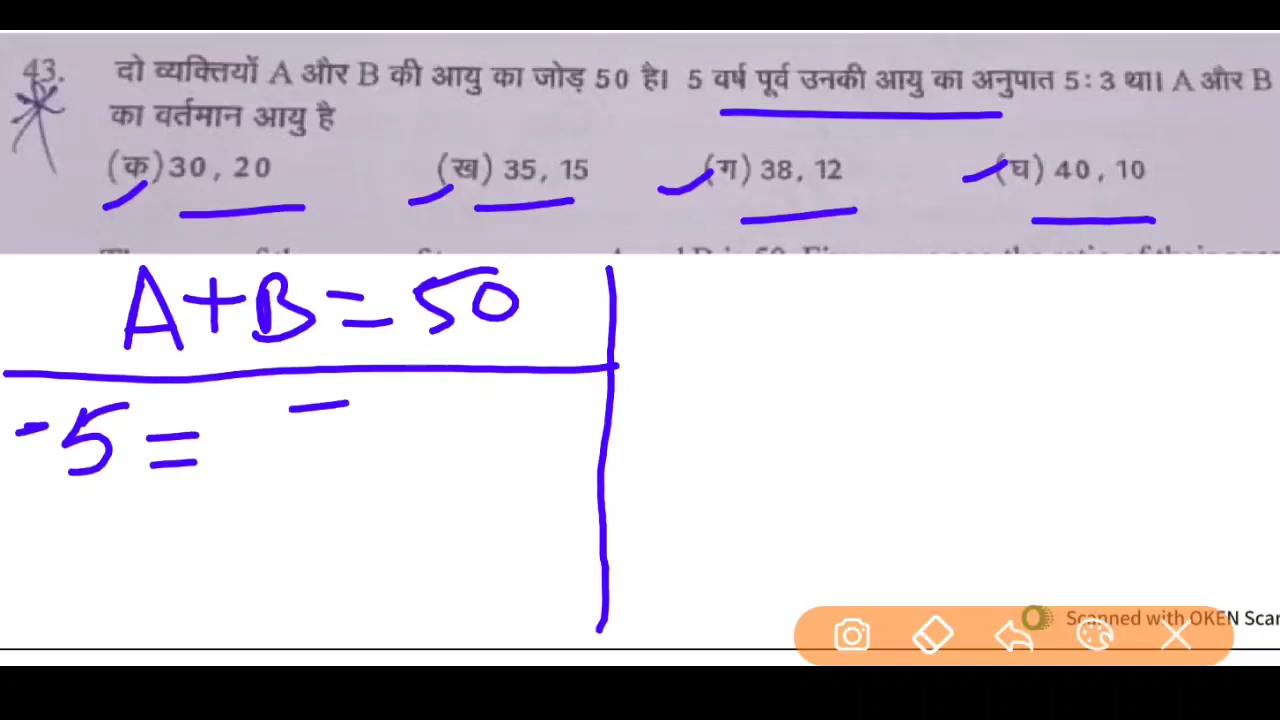 43. दो व्यक्तियों A और B की आयु का जोड़ 50 है। 5 वर्ष पूर्व उनकी आयु का अनुपात 5: 3 था। A और B
का वर्तमान आयु है
(क) 30, 20 (ख) 35, 15 (ग) 38, 12 (घ) 40, 10
A+B=50
-5= -
Scanned with OKEN Scan